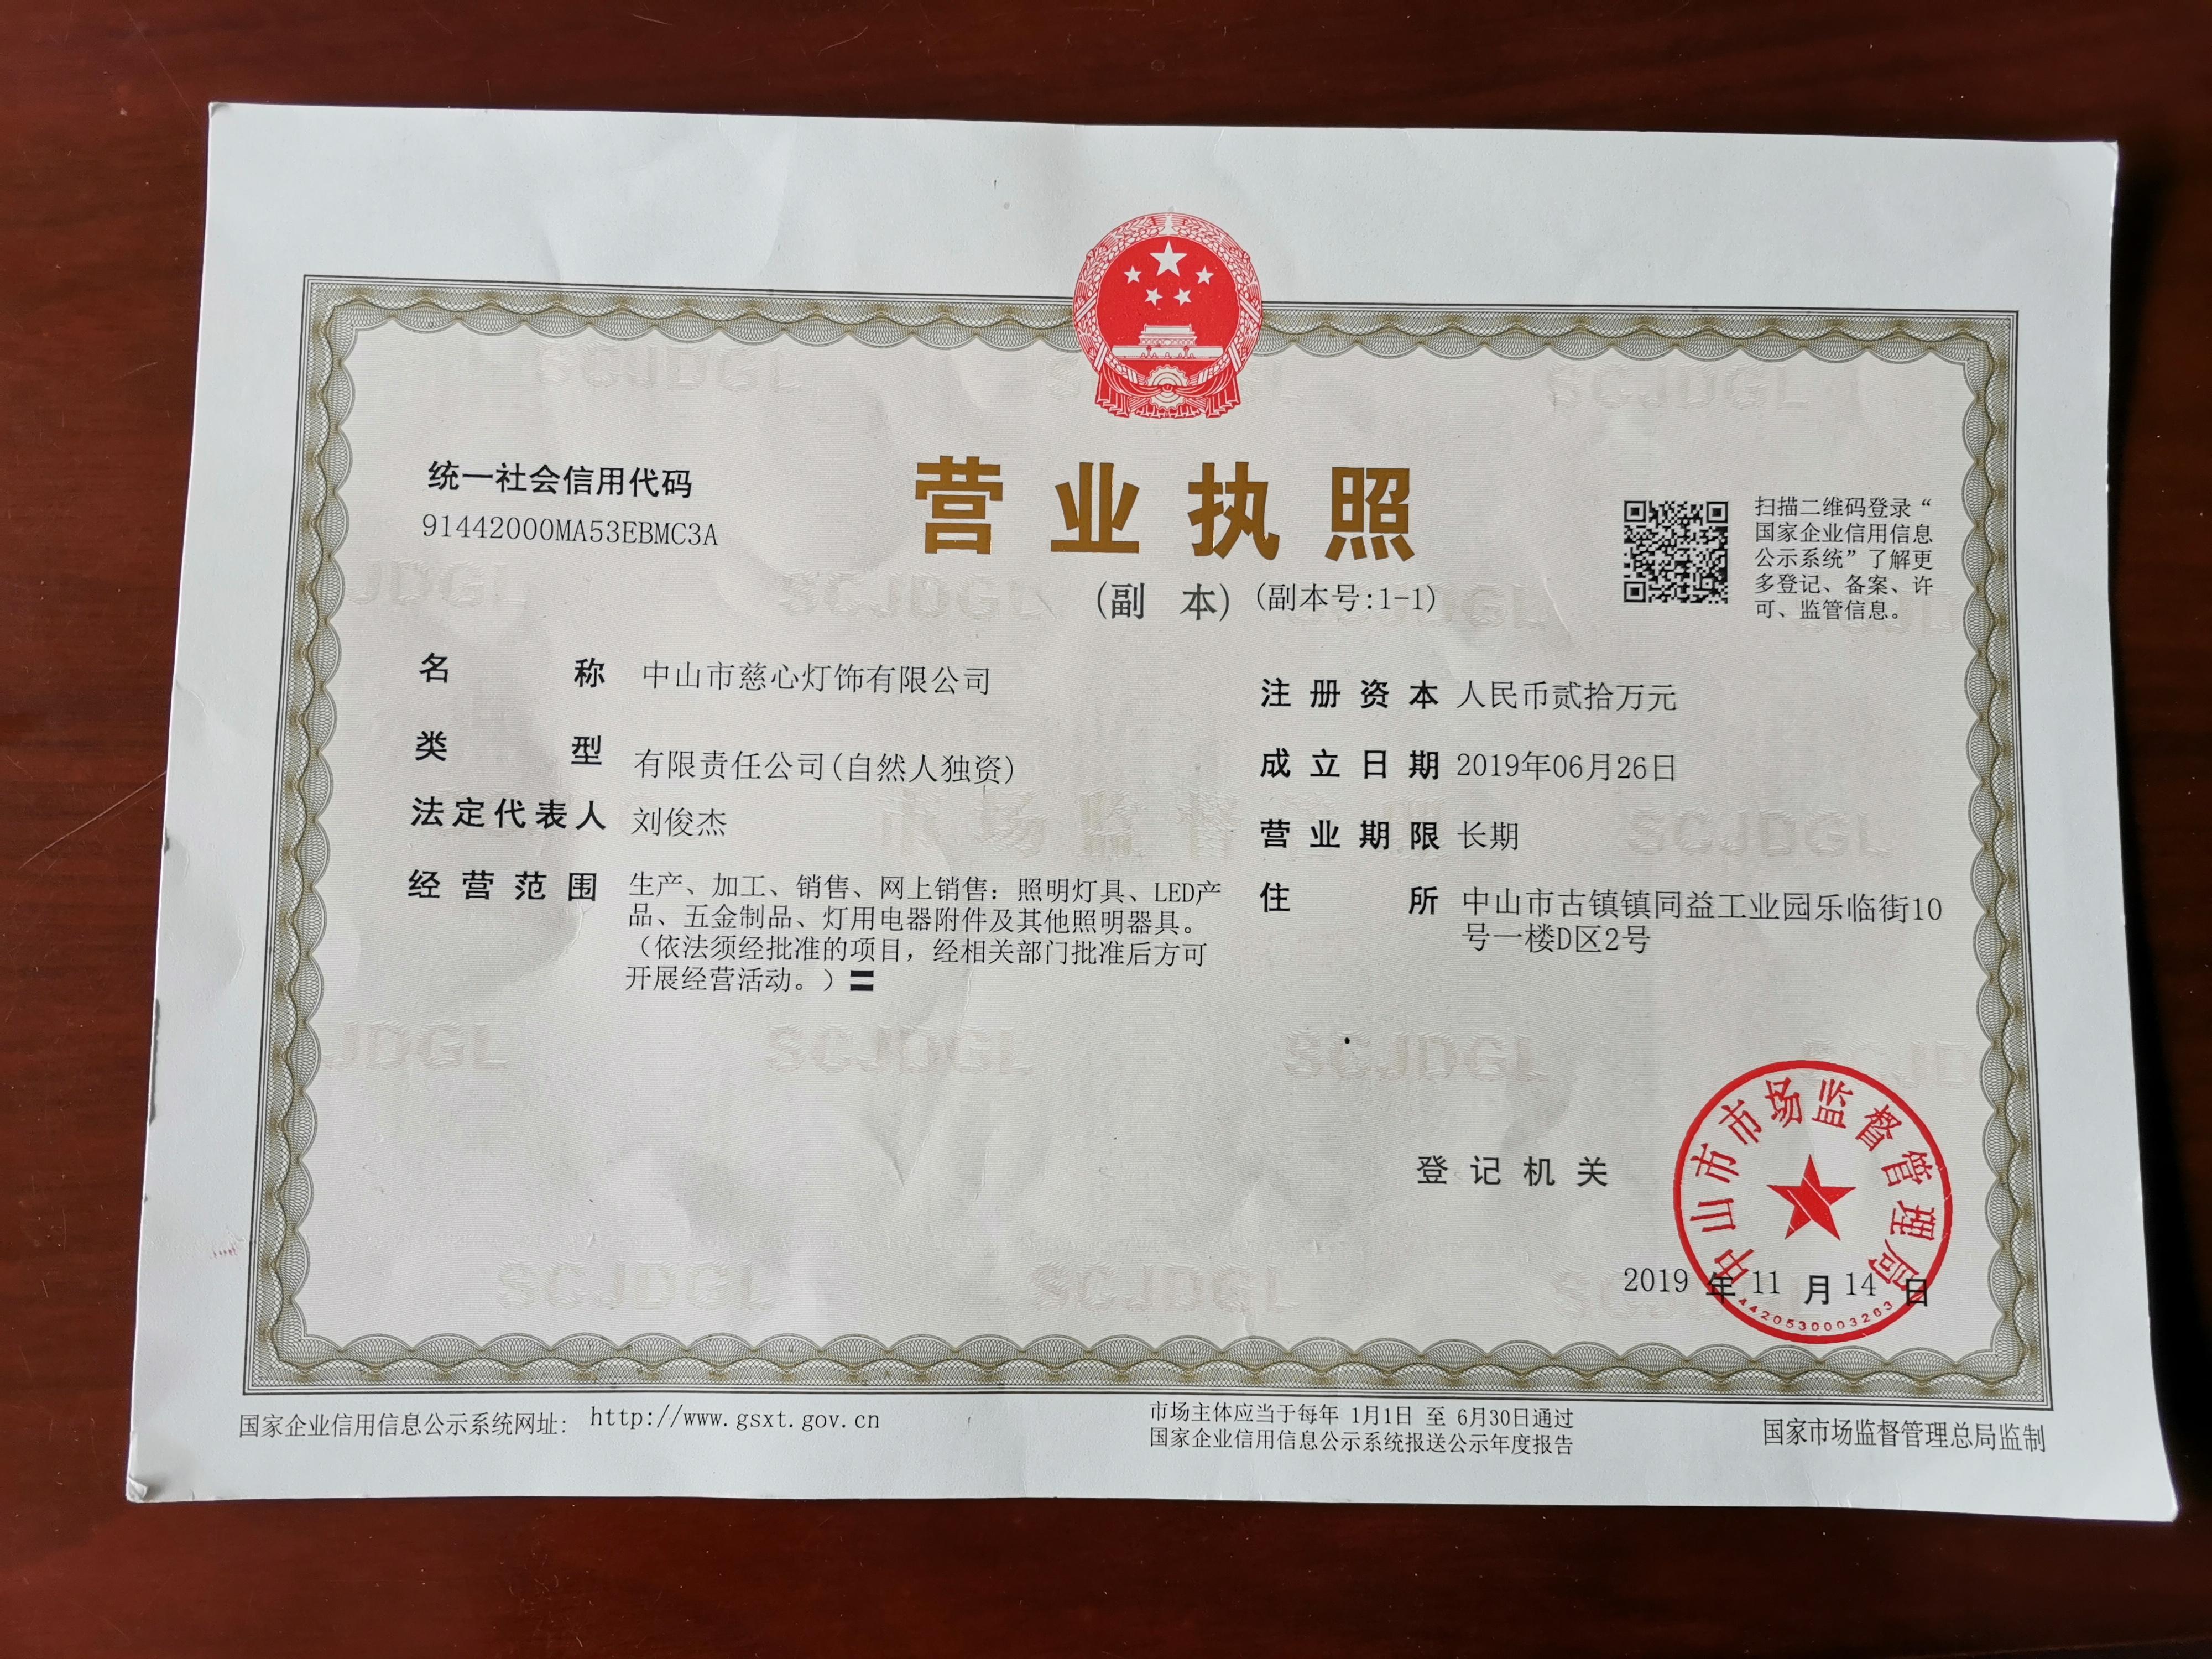 统一社会信用代码
91442000MA53EBMC3A
营业执照
(副 本) (副本号:1-1)
扫描二维码登录“
国家企业信用信息
公示系统”了解更
多登记、备案、许
可、监管信息。
名 称 中山市慈心灯饰有限公司
类 型 有限责任公司(自然人独资)
法定代表人 刘俊杰
经营范围 生产、加工、销售、网上销售：照明灯具、LED产
品、五金制品、灯用电器附件及其他照明器具。
（依法须经批准的项目，经相关部门批准后方可
开展经营活动。）〓
注册资本 人民币贰拾万元
成立日期 2019年06月26日
营业期限 长期
住 所 中山市古镇镇同益工业园乐临街10
号一楼D区2号
登记机关
中山市市场监督管理局
4420530003263
2019 年 11 月 14 日
国家企业信用信息公示系统网址: http://www.gsxt.gov.cn
市场主体应当于每年 1月1日 至 6月30日通过
国家企业信用信息公示系统报送公示年度报告
国家市场监督管理总局监制
SCJDGL
市场监督管理